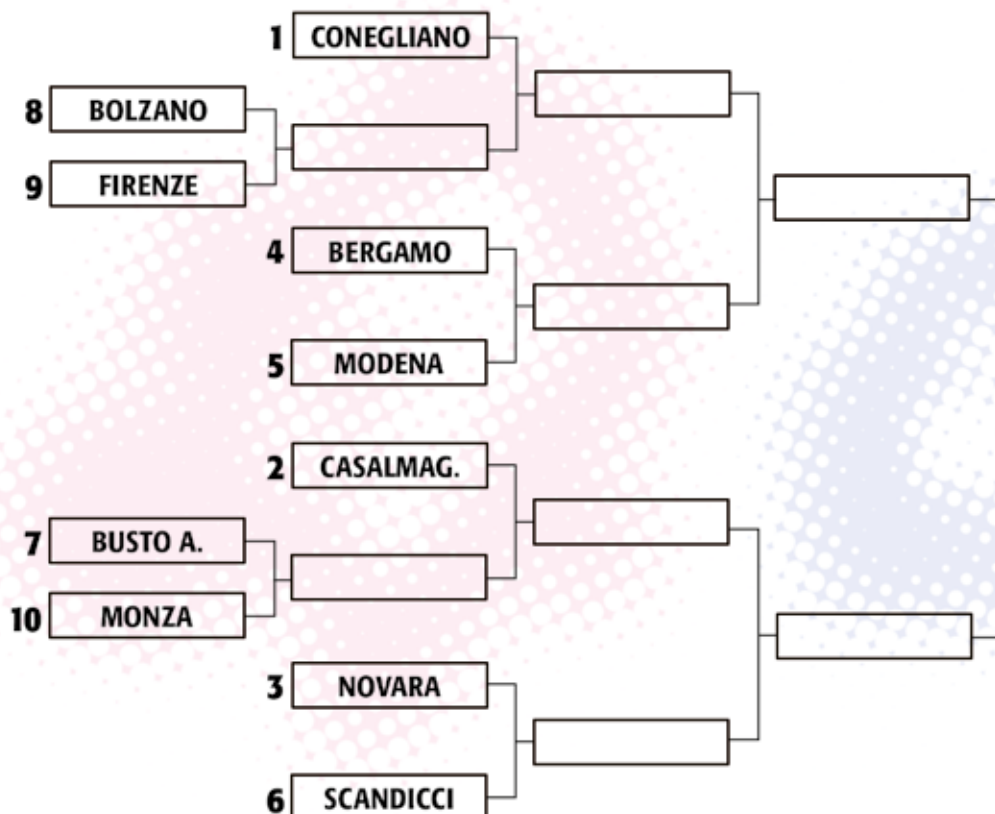 1 CONEGLIANO
8 BOLZANO
9 FIRENZE
4 BERGAMO
5 MODENA
2 CASALMAG.
7 BUSTO A.
10 MONZA
3 NOVARA
6 SCANDICCI